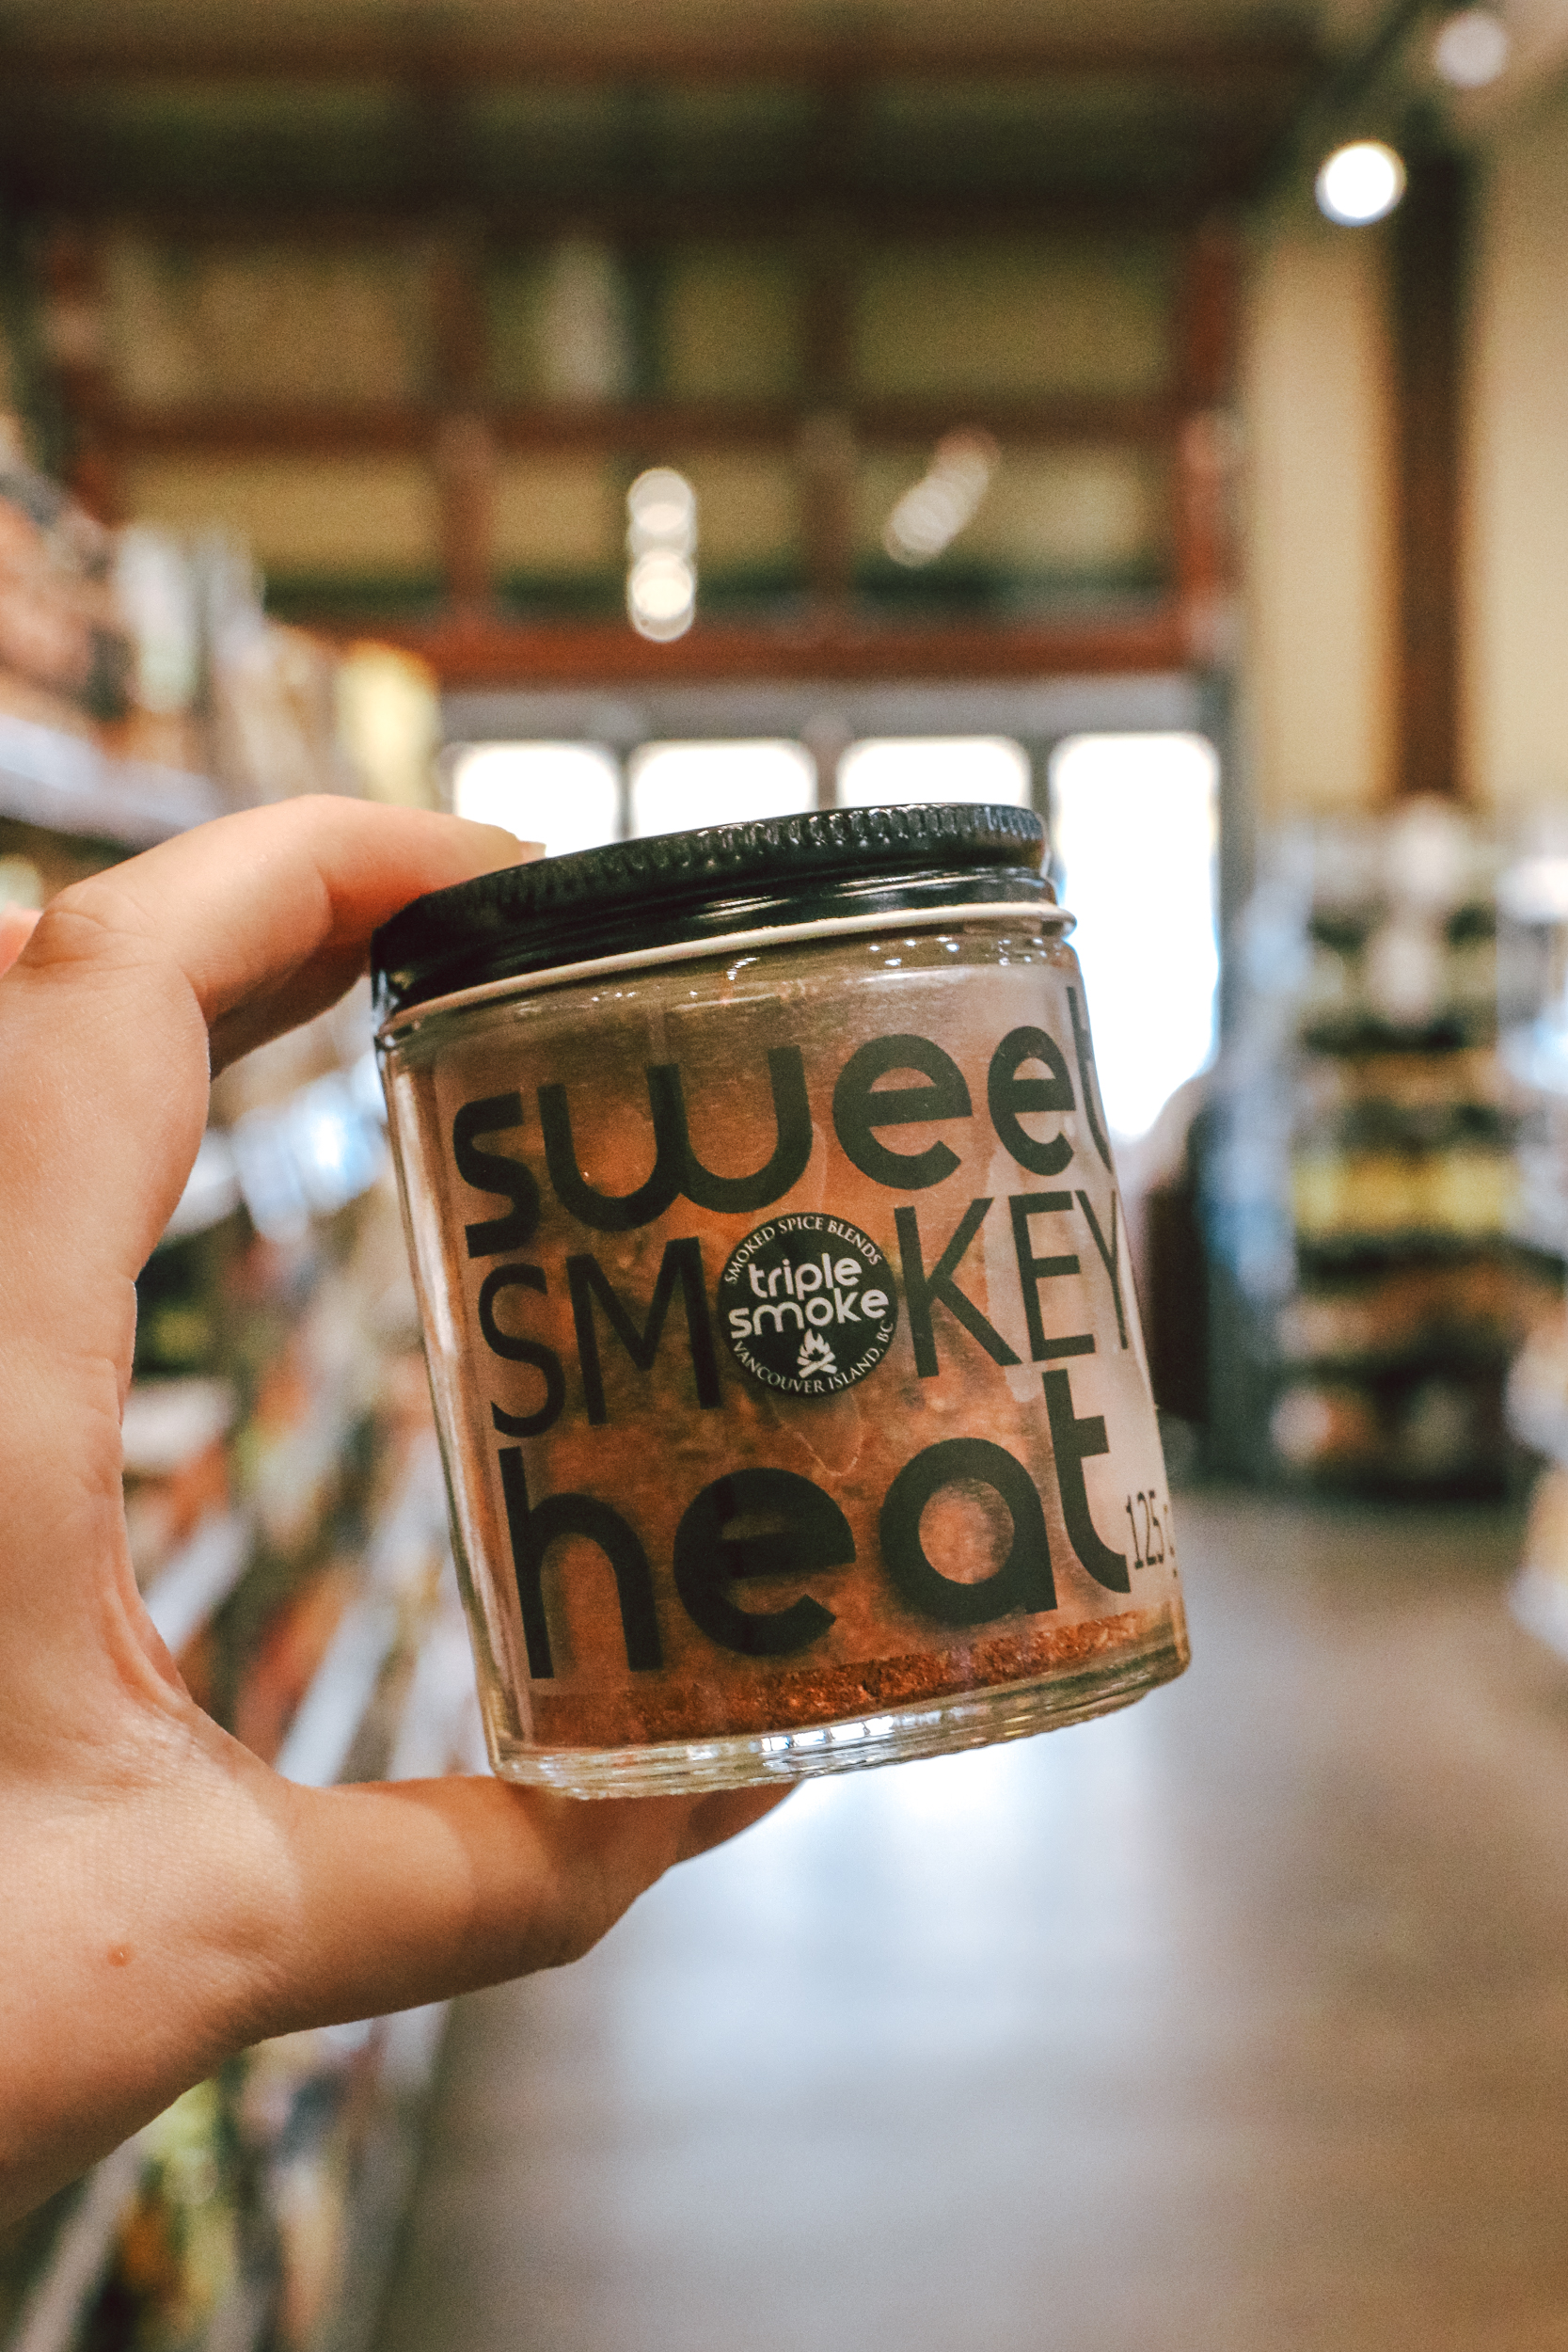 sweet
SMOKEY
SMOKED SPICE BLENDS
triple
smoke
VANCOUVER ISLAND, BC
heat
125 g